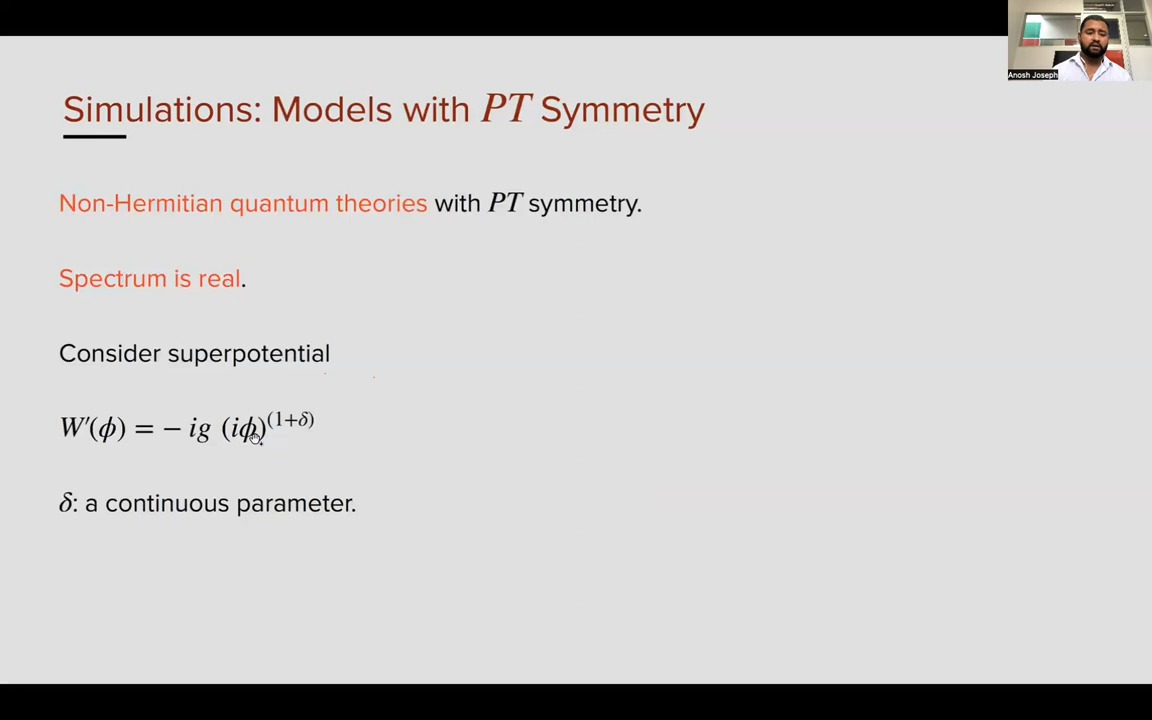 Anosh Joseph
Simulations: Models with PT Symmetry
Non-Hermitian quantum theories with PT symmetry.
Spectrum is real.
Consider superpotential
W′(ϕ) = − ig (iϕ)^(1+δ)
δ: a continuous parameter.